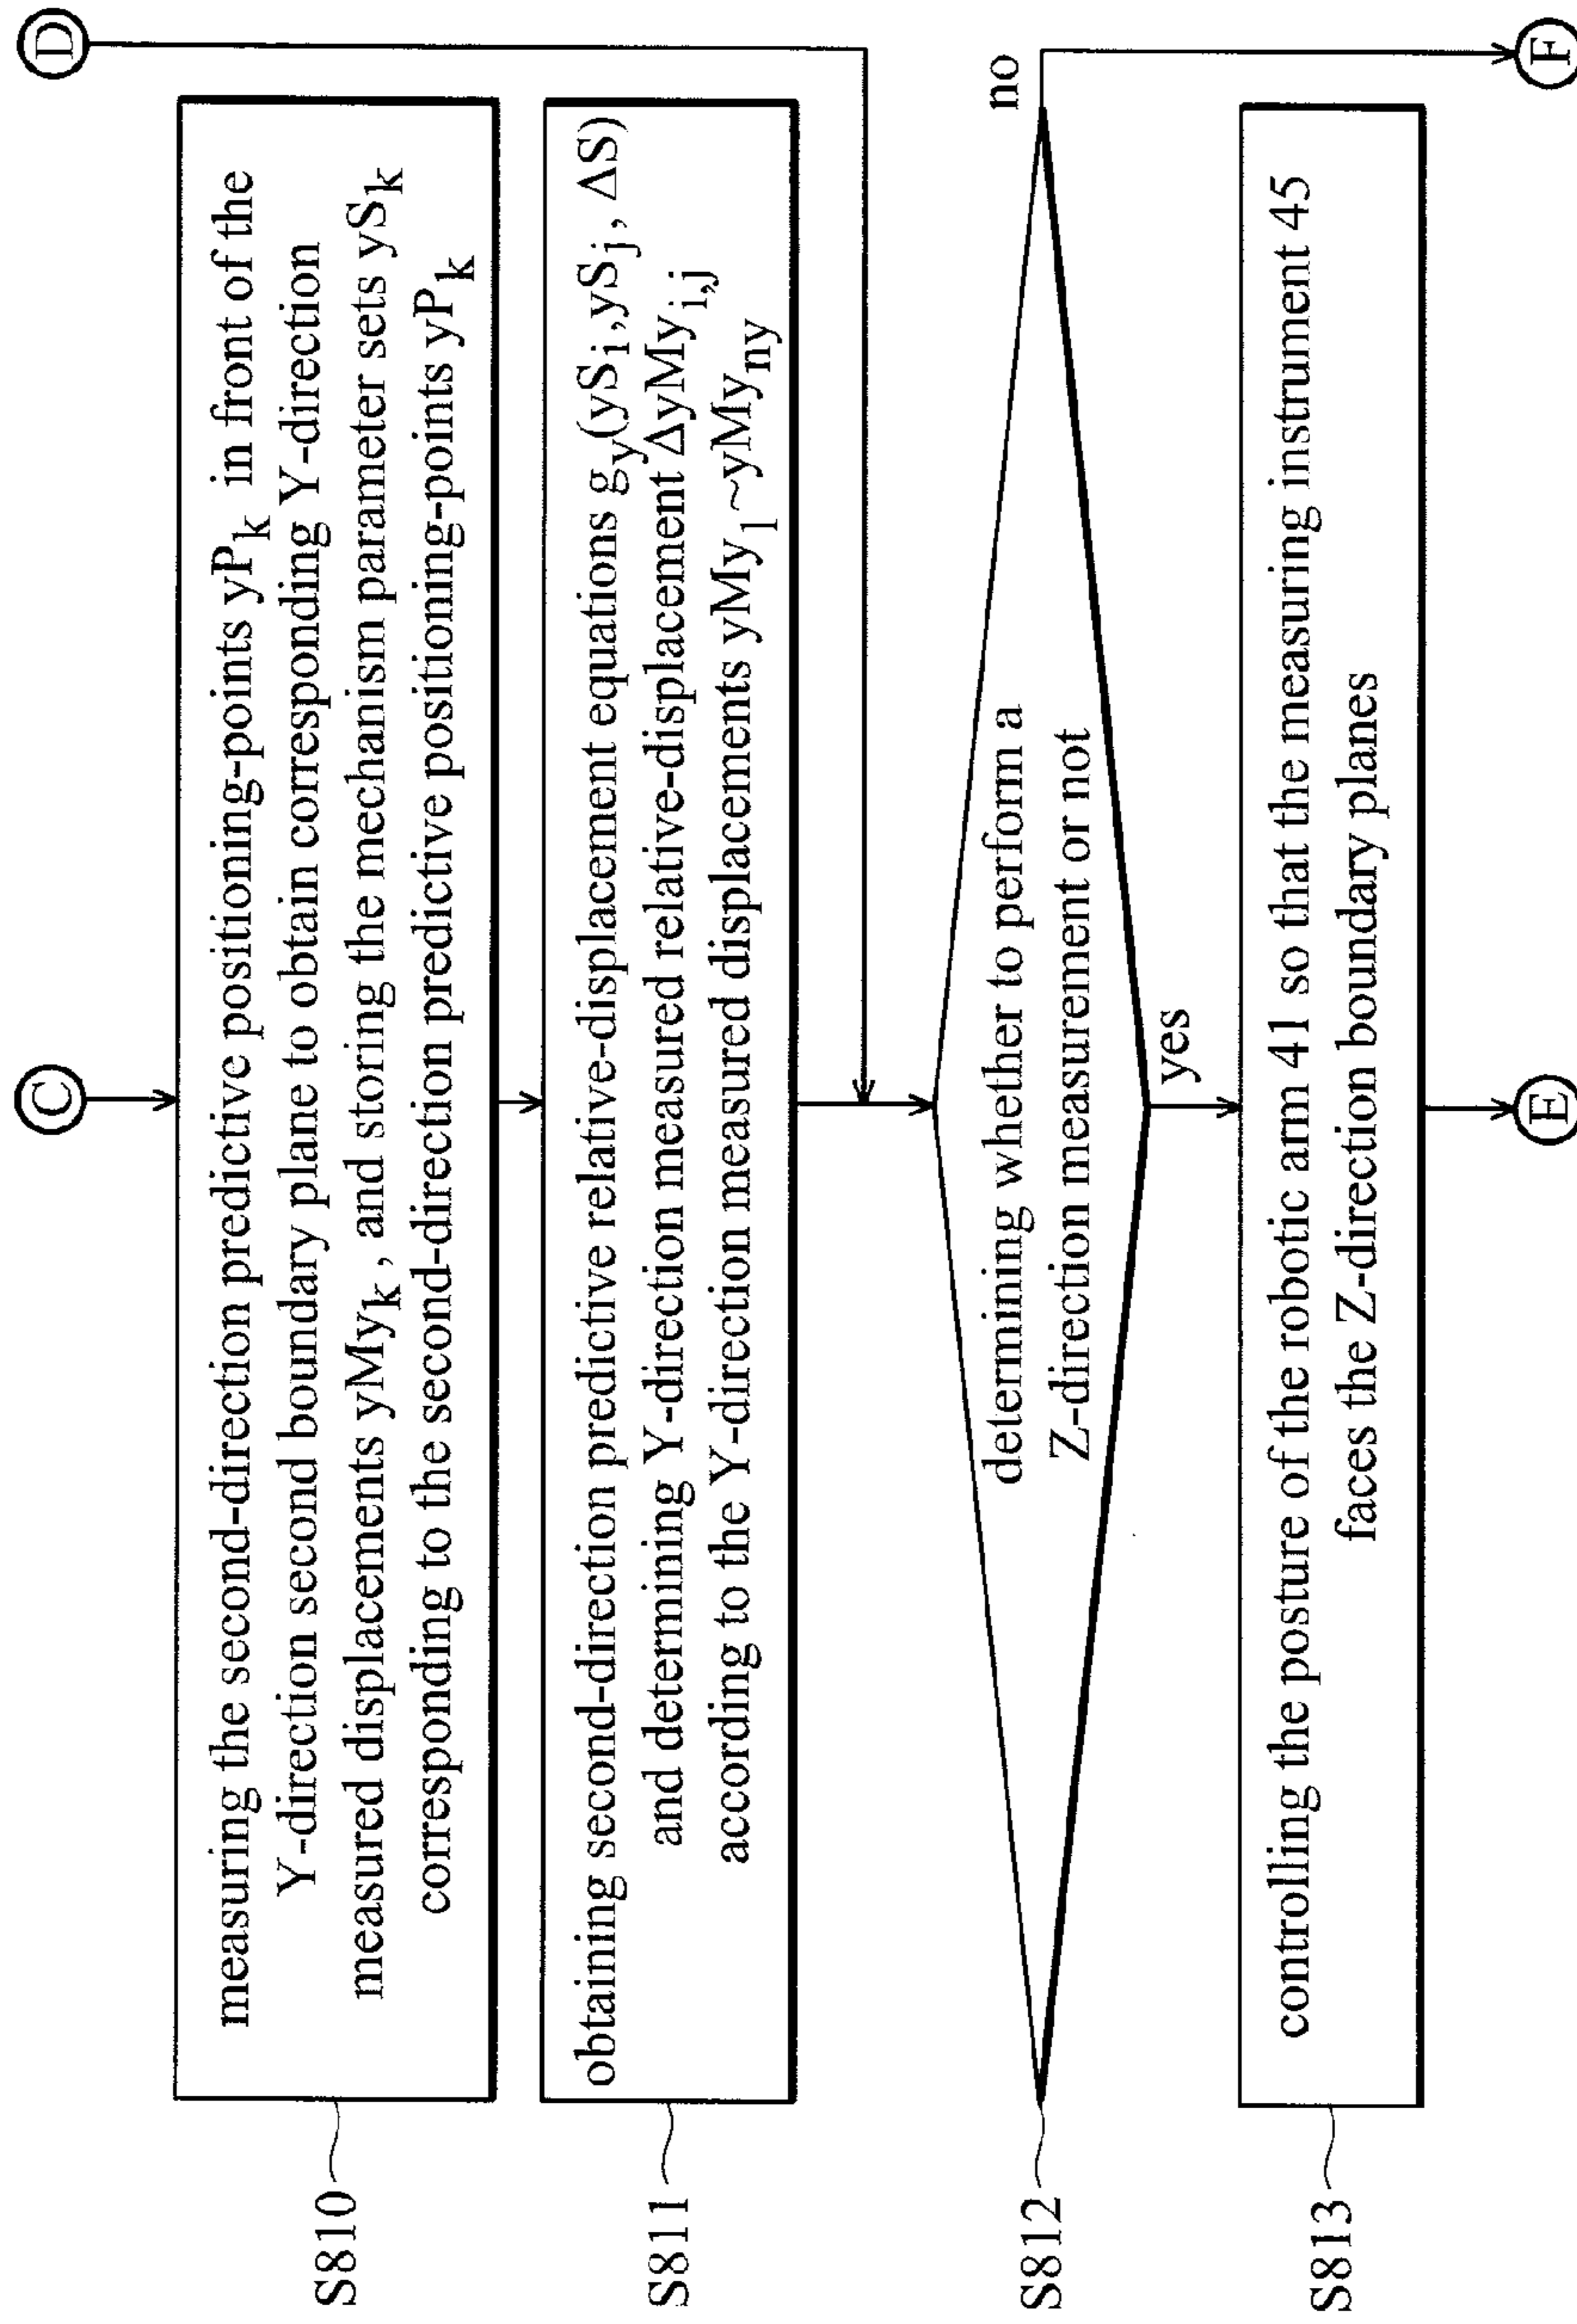 C
D
S810
measuring the second-direction predictive positioning-points yPk in front of the
Y-direction second boundary plane to obtain corresponding Y-direction
measured displacements yMyk, and storing the mechanism parameter sets ySk
corresponding to the second-direction predictive positioning-points yPk
S811
obtaining second-direction predictive relative-displacement equations gy(ySi,ySj, ΔS)
and determining Y-direction measured relative-displacement ΔyMyi,j
according to the Y-direction measured displacements yMy1~yMyny
S812
determining whether to perform a
Z-direction measurement or not
no
yes
S813
controlling the posture of the robotic arm 41 so that the measuring instrument 45
faces the Z-direction boundary planes
E
F